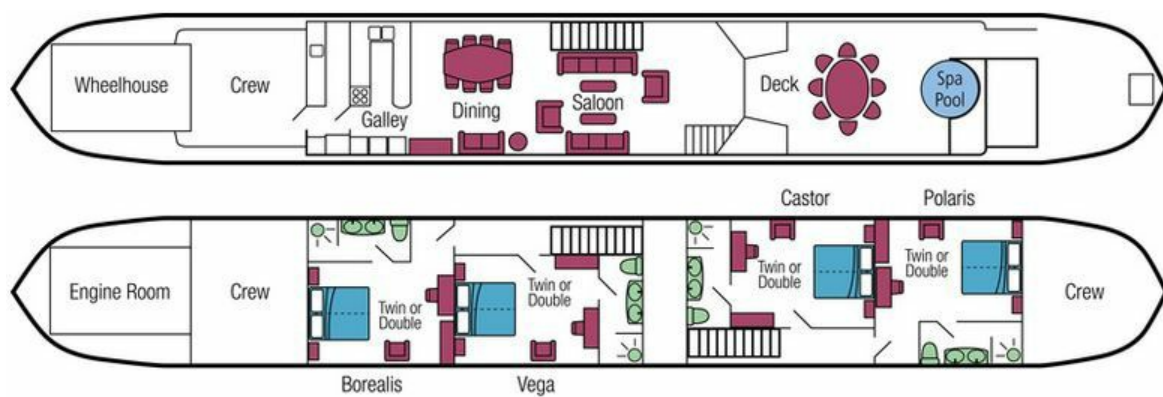 Wheelhouse
Crew
Galley
Dining
Saloon
Deck
Spa
Pool
Castor
Polaris
Engine Room
Crew
Twin or
Double
Twin or
Double
Twin or
Double
Twin or
Double
Crew
Borealis
Vega